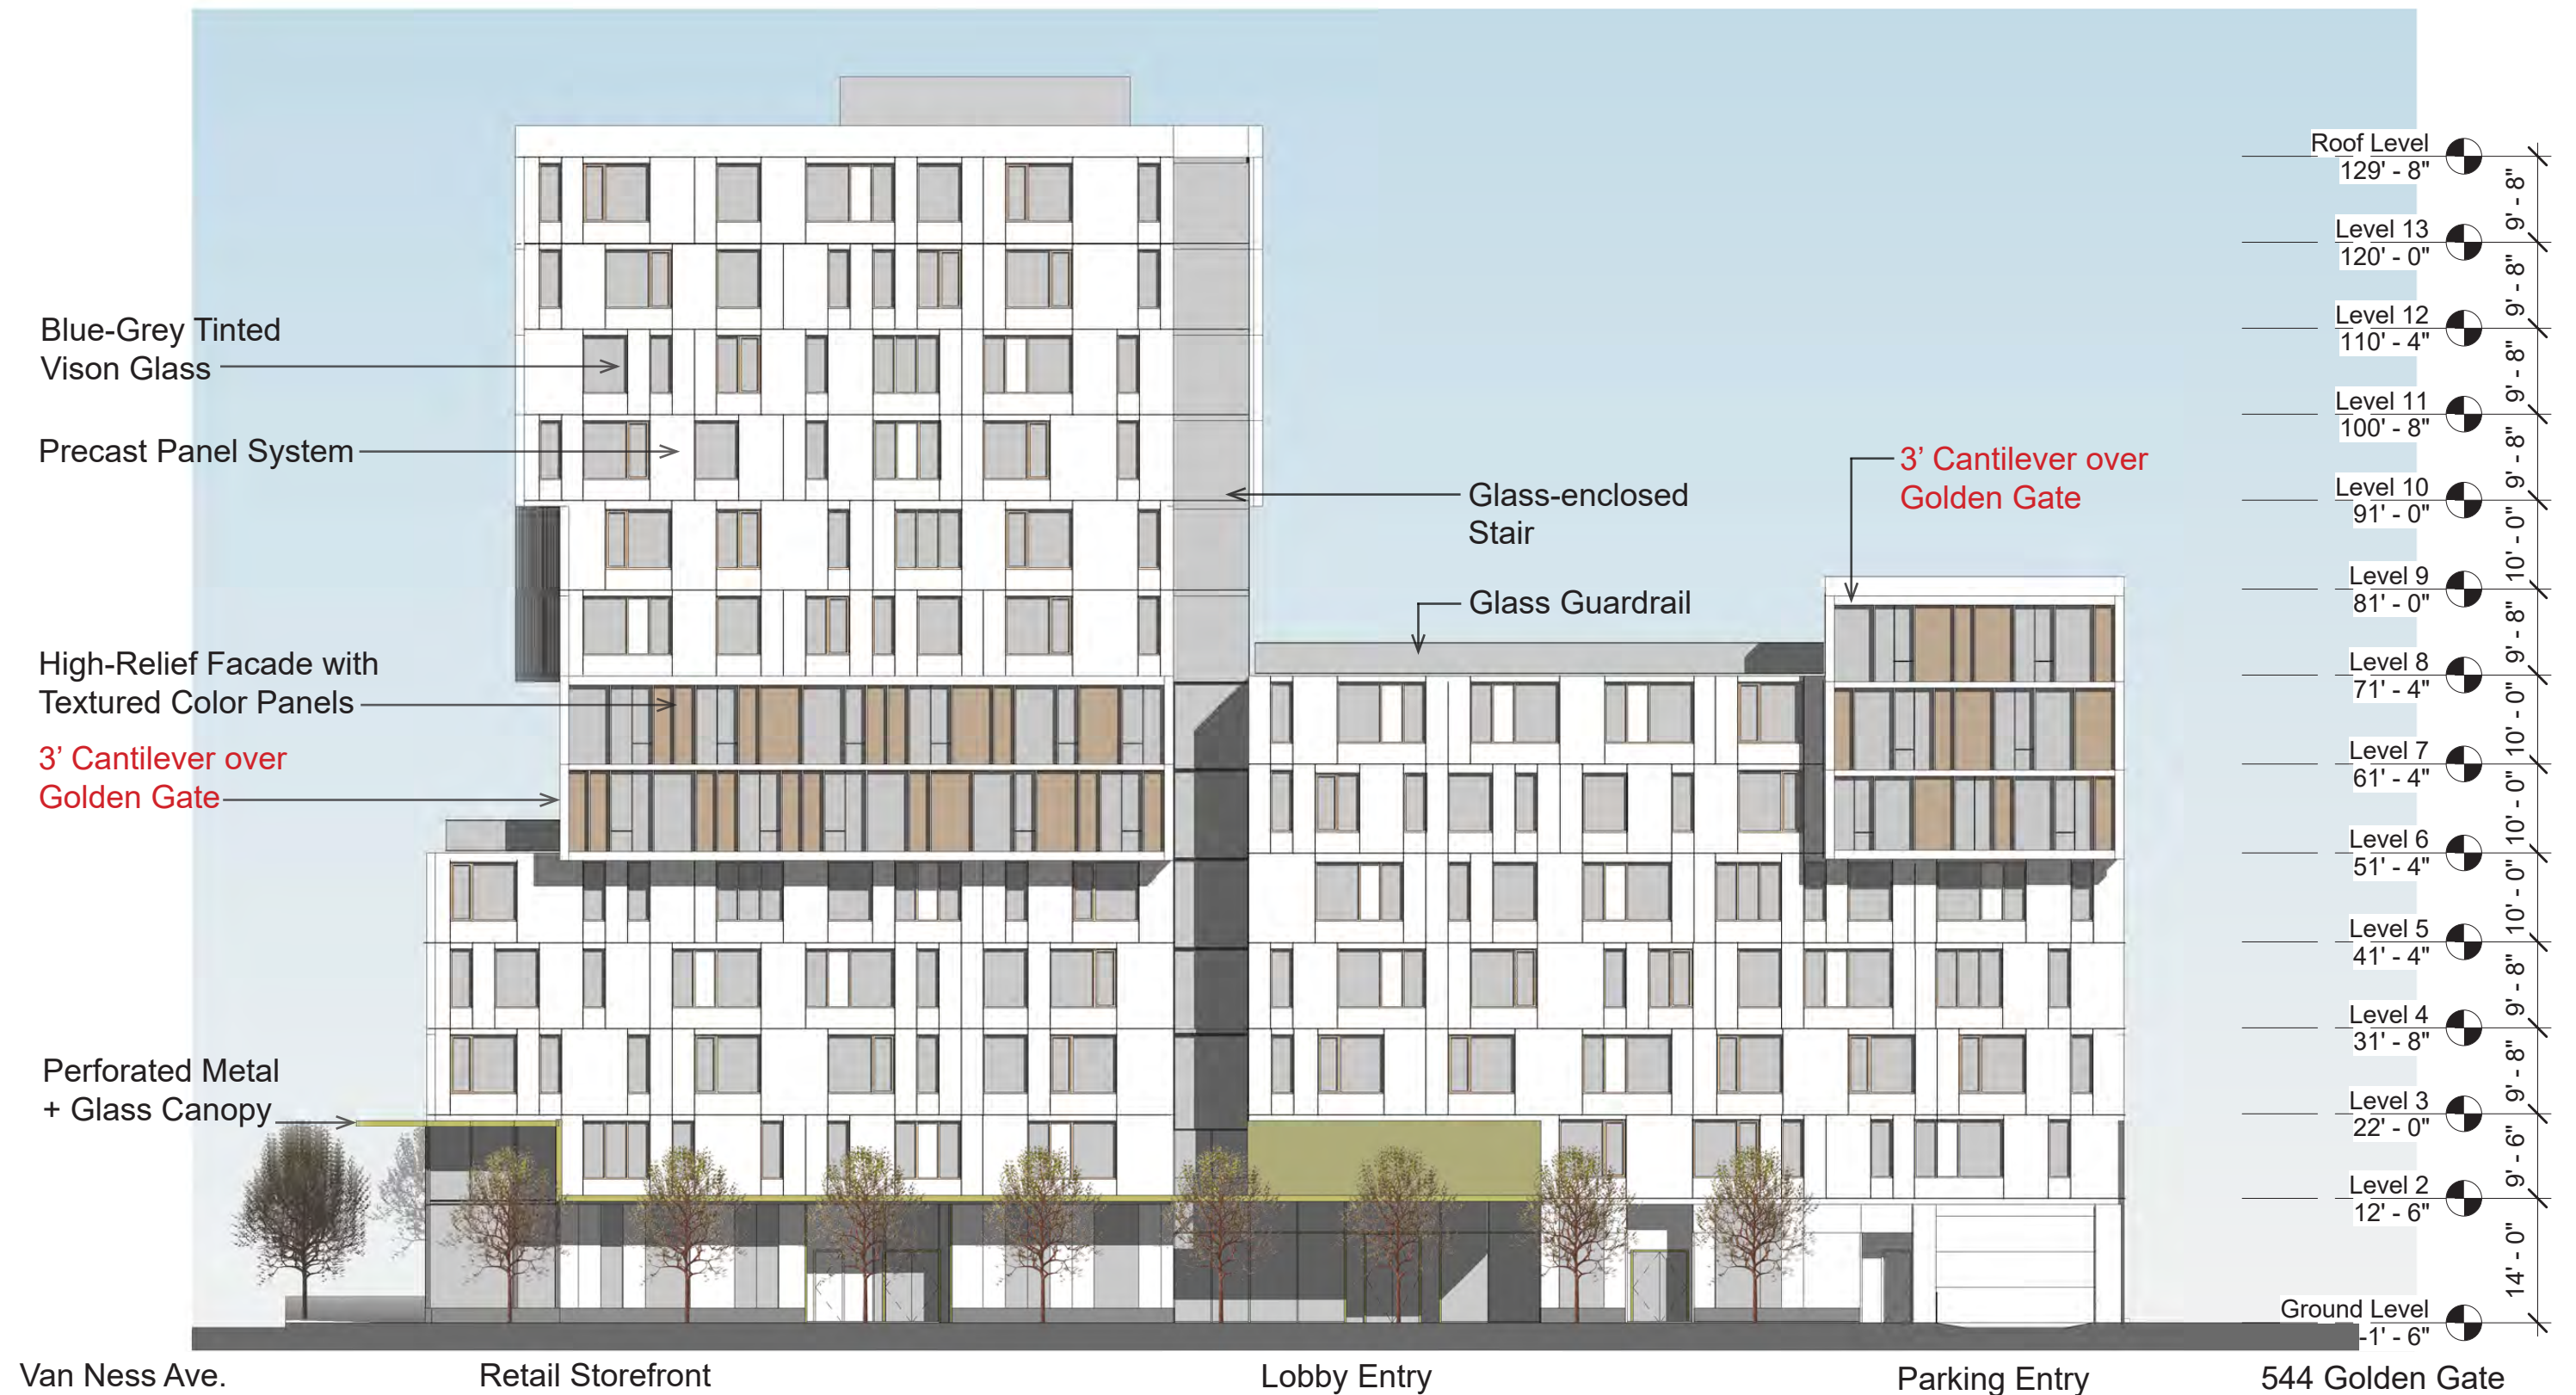 Blue-Grey Tinted
Vison Glass
Precast Panel System
High-Relief Facade with
Textured Color Panels
3’ Cantilever over
Golden Gate
Perforated Metal
+ Glass Canopy
Glass-enclosed
Stair
Glass Guardrail
3’ Cantilever over
Golden Gate
Roof Level
129' - 8"
9' - 8"
Level 13
120' - 0"
9' - 8"
Level 12
110' - 4"
9' - 8"
Level 11
100' - 8"
9' - 8"
Level 10
91' - 0"
10' - 0"
Level 9
81' - 0"
9' - 8"
Level 8
71' - 4"
10' - 0"
Level 7
61' - 4"
10' - 0"
Level 6
51' - 4"
10' - 0"
Level 5
41' - 4"
9' - 8"
Level 4
31' - 8"
9' - 8"
Level 3
22' - 0"
9' - 6"
Level 2
12' - 6"
14' - 0"
Ground Level
-1' - 6"
Van Ness Ave.
Retail Storefront
Lobby Entry
Parking Entry
544 Golden Gate